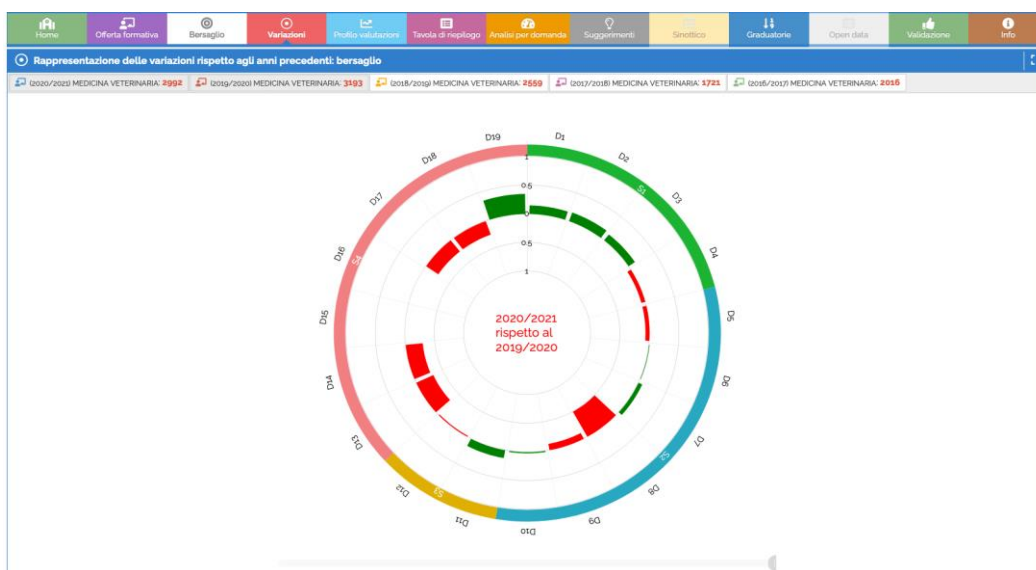 Home
Offerta formativa
Bersaglio
Variazioni
Profilo valutazioni
Tavola di riepilogo
Analisi per domanda
Suggerimenti
Sinottico
Graduatorie
Open data
Validazione
Info
Rappresentazione delle variazioni rispetto agli anni precedenti: bersaglio
(2020/2021) MEDICINA VETERINARIA: 2992
(2019/2020) MEDICINA VETERINARIA: 3193
(2018/2019) MEDICINA VETERINARIA: 2559
(2017/2018) MEDICINA VETERINARIA: 1721
(2016/2017) MEDICINA VETERINARIA: 2016
D19
D1
D18
D2
D17
D3
D16
D4
D15
D5
D14
D6
D13
D7
D12
D8
D11
D9
D10
S1
S2
S3
S4
1
0.5
0
0.5
1
2020/2021
rispetto al
2019/2020